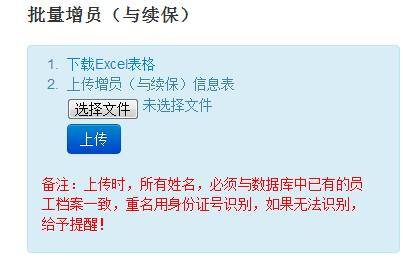 批量增员（与续保）
1. 下载Excel表格
2. 上传增员（与续保）信息表
选择文件 未选择文件
上传
备注：上传时，所有姓名，必须与数据库中已有的员
工档案一致，重名用身份证号识别，如果无法识别，
给予提醒！